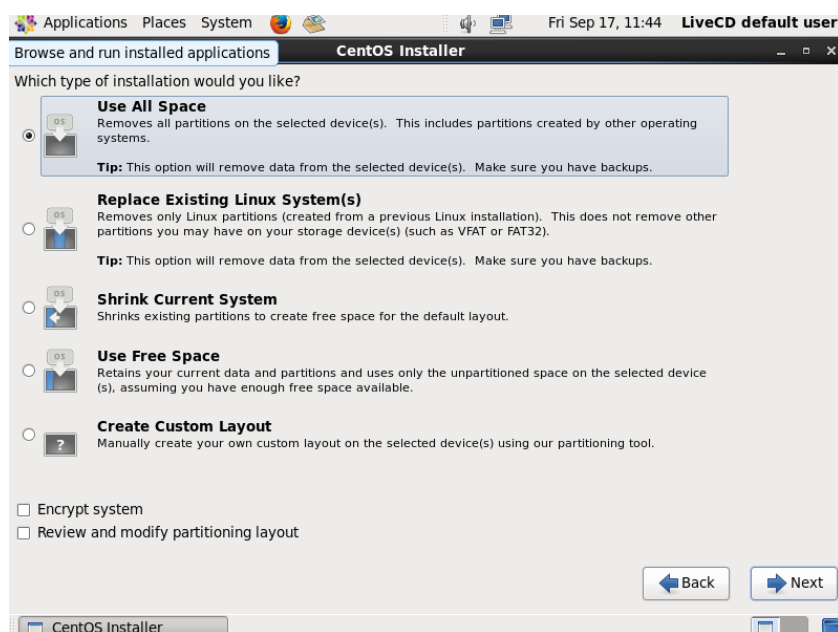 Applications Places System Fri Sep 17, 11:44 LiveCD default user
Browse and run installed applications CentOS Installer
Which type of installation would you like?
Use All Space
os
Removes all partitions on the selected device(s). This includes partitions created by other operating
systems.
Tip: This option will remove data from the selected device(s). Make sure you have backups.
Replace Existing Linux System(s)
os
Removes only Linux partitions (created from a previous Linux installation). This does not remove other
partitions you may have on your storage device(s) (such as VFAT or FAT32).
Tip: This option will remove data from the selected device(s). Make sure you have backups.
os
Shrink Current System
Shrinks existing partitions to create free space for the default layout.
os
Use Free Space
Retains your current data and partitions and uses only the unpartitioned space on the selected device
(s), assuming you have enough free space available.
Create Custom Layout
?
Manually create your own custom layout on the selected device(s) using our partitioning tool.
Encrypt system
Review and modify partitioning layout
Back Next
CentOS Installer